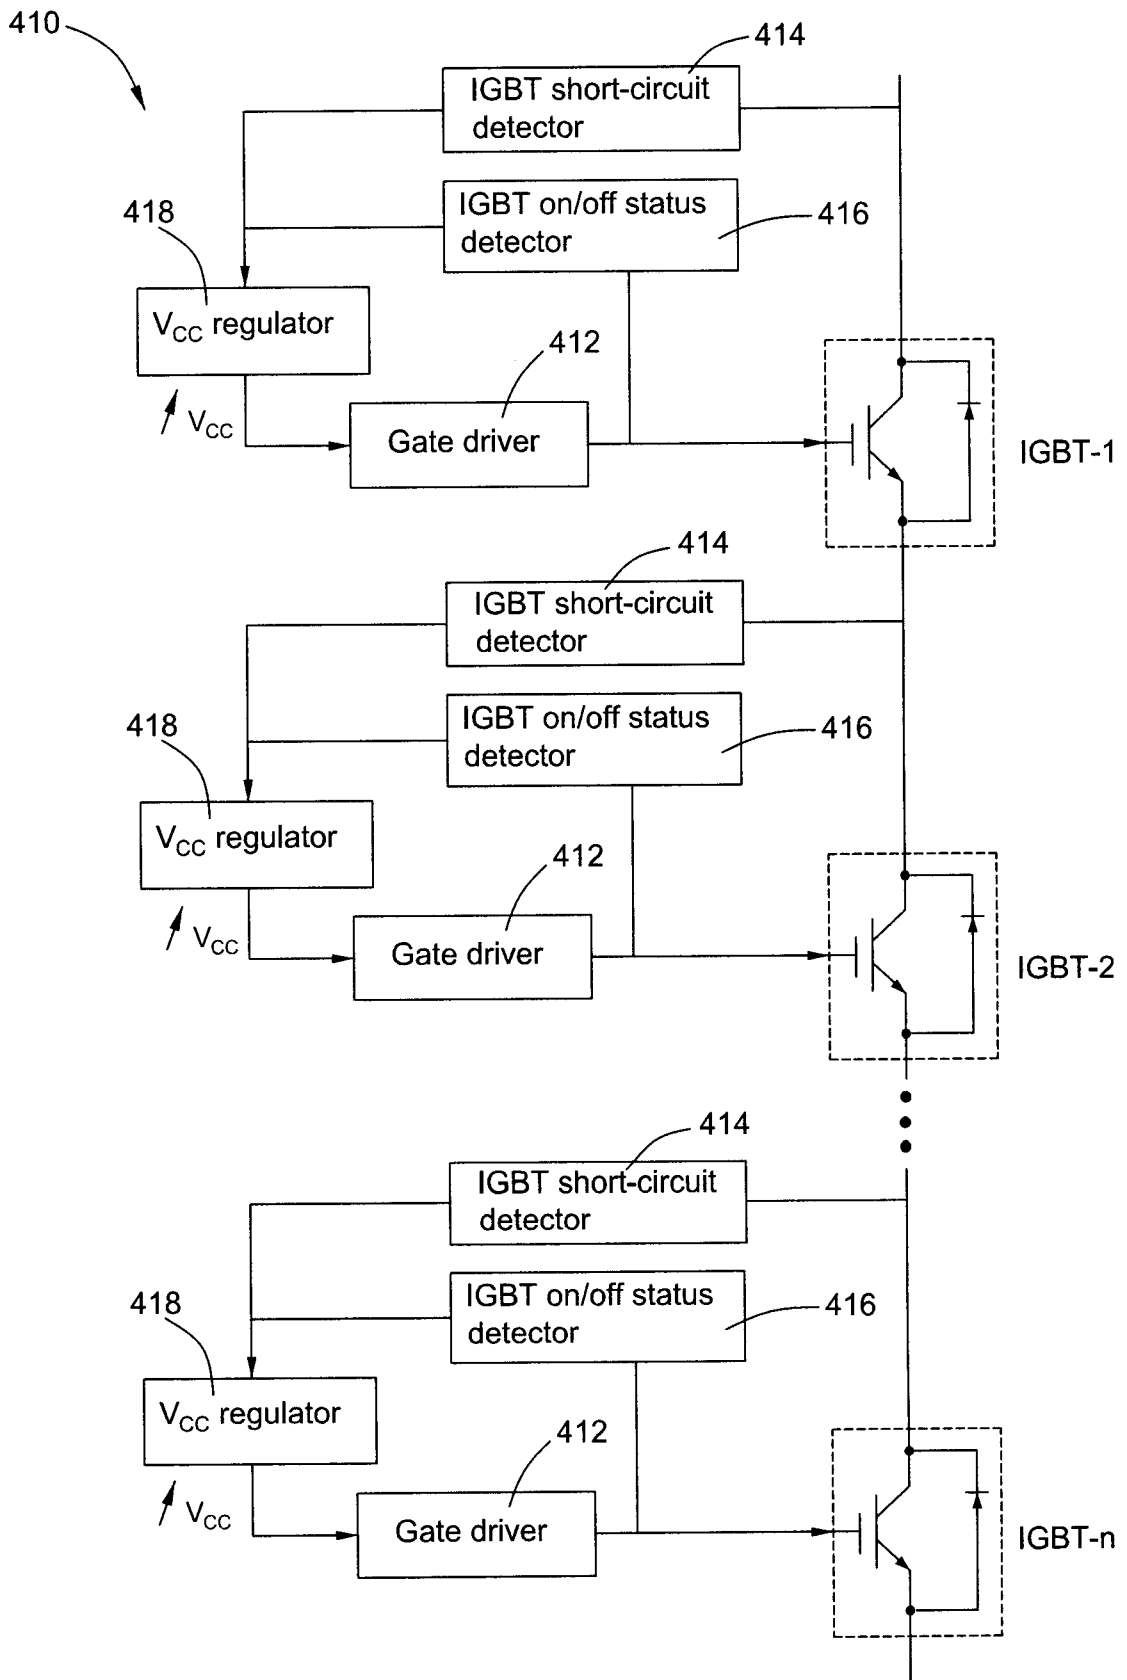 410
414
IGBT short-circuit
detector
418
IGBT on/off status
detector
416
VCC regulator
412
VCC
Gate driver
IGBT-1
414
IGBT short-circuit
detector
418
IGBT on/off status
detector
416
VCC regulator
412
VCC
Gate driver
IGBT-2
414
IGBT short-circuit
detector
418
IGBT on/off status
detector
416
VCC regulator
412
VCC
Gate driver
IGBT-n